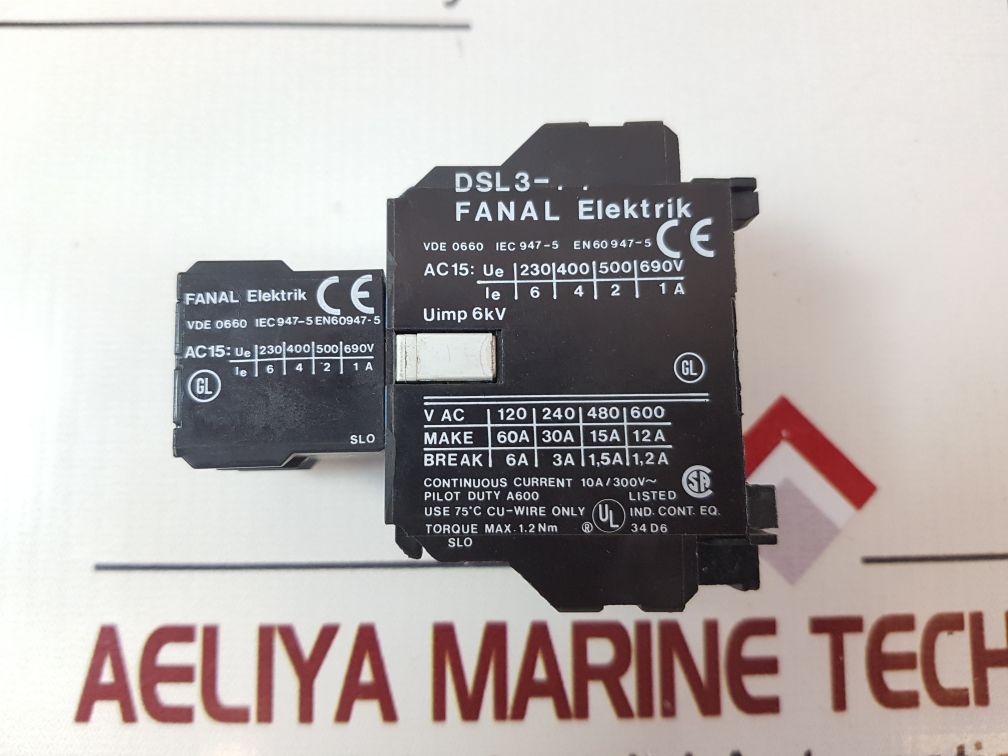 FANAL Elektrik CE
VDE 0660 IEC 947-5 EN60947-5
AC15: Ue 230 400 500 690V
Ie 6 4 2 1 A
GL
SLO
DSL3-
FANAL Elektrik
VDE 0660 IEC 947-5 EN60947-5 CE
AC15: Ue 230 400 500 690V
Ie 6 4 2 1 A
Uimp 6kV
GL
V AC 120 240 480 600
MAKE 60A 30A 15A 12A
BREAK 6A 3A 1,5A 1,2A
CONTINUOUS CURRENT 10A/300V~
PILOT DUTY A600 LISTED SA
USE 75°C CU-WIRE ONLY UL IND. CONT. EQ.
TORQUE MAX. 1.2 Nm ® 34D6
SLO
AELIYA MARINE TECH